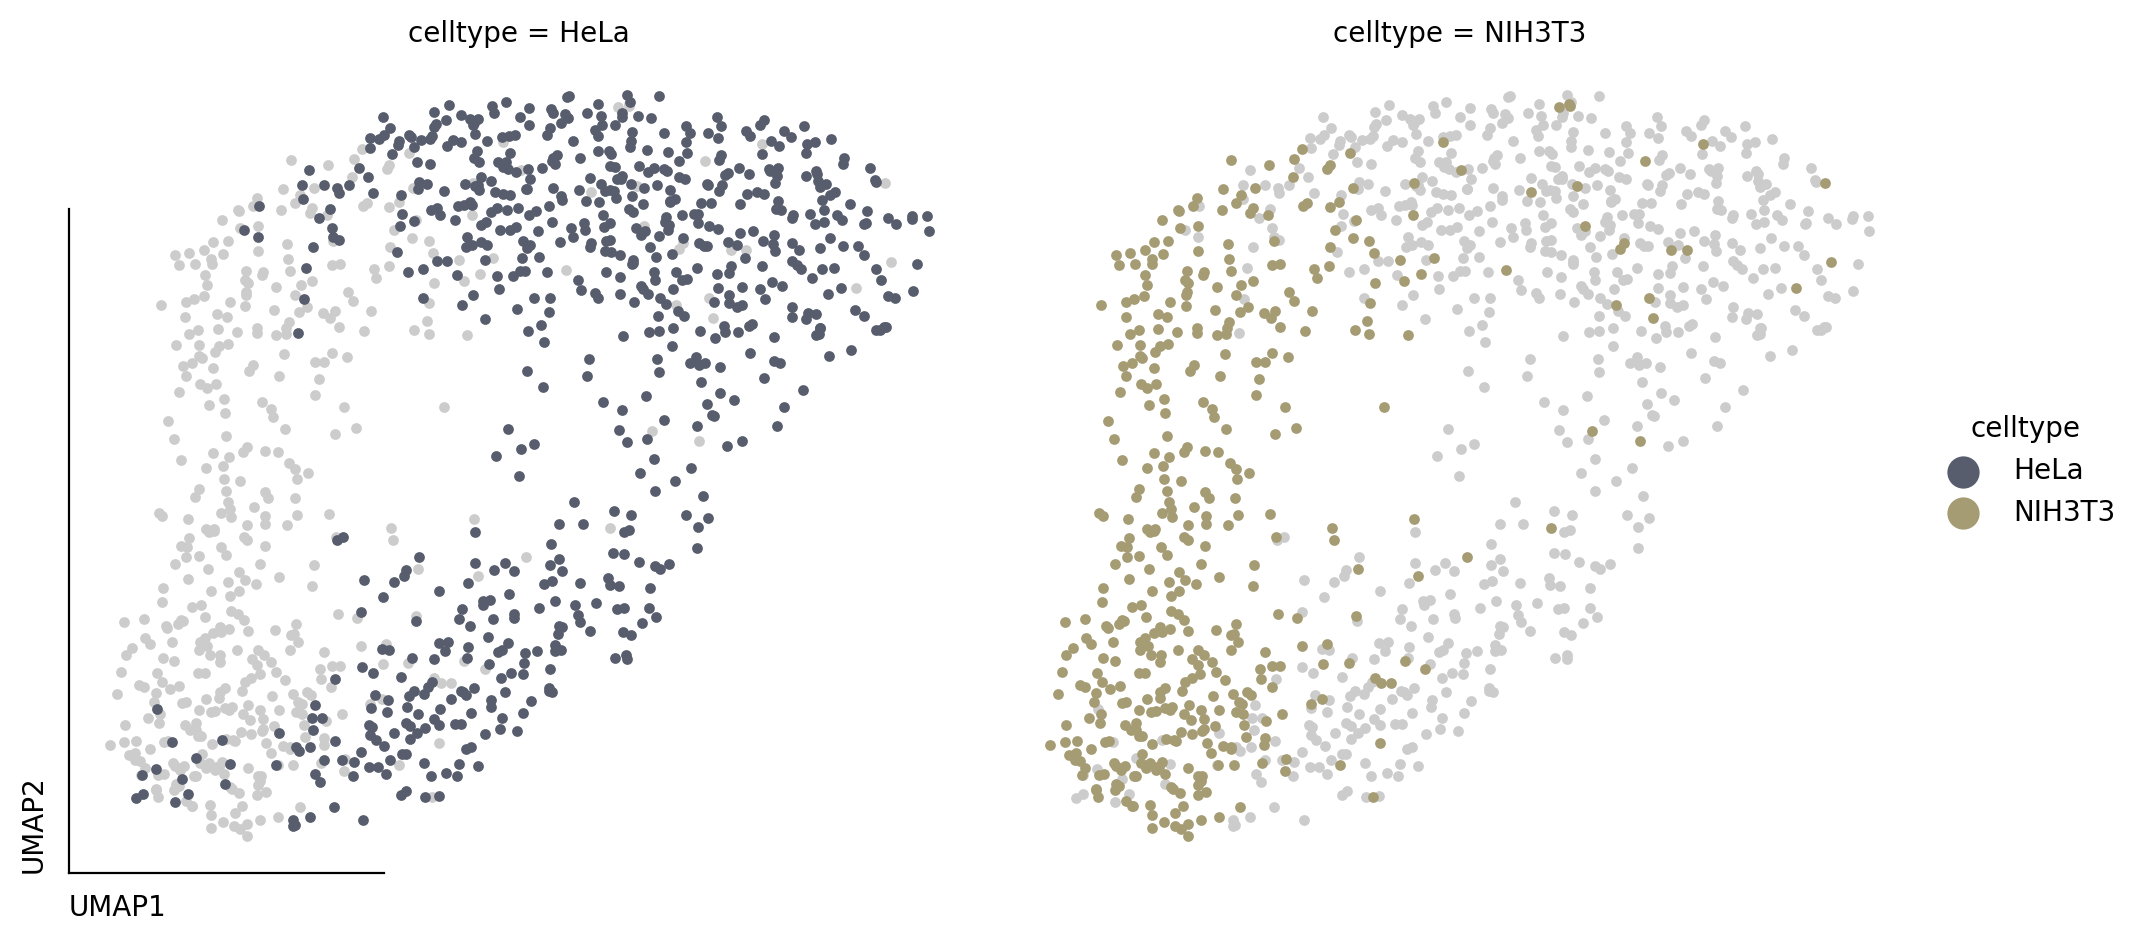 celltype = HeLa
celltype = NIH3T3
celltype
HeLa
NIH3T3
UMAP2
UMAP1